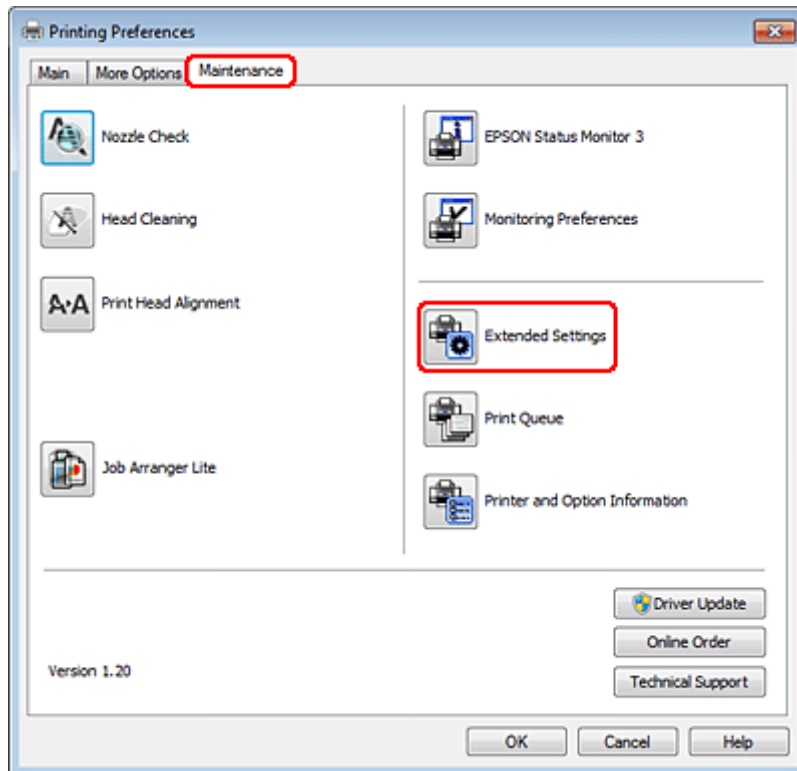 Printing Preferences
Main
More Options
Maintenance
Nozzle Check
Head Cleaning
A·A Print Head Alignment
Job Arranger Lite
EPSON Status Monitor 3
Monitoring Preferences
Extended Settings
Print Queue
Printer and Option Information
Version 1.20
Driver Update
Online Order
Technical Support
OK
Cancel
Help